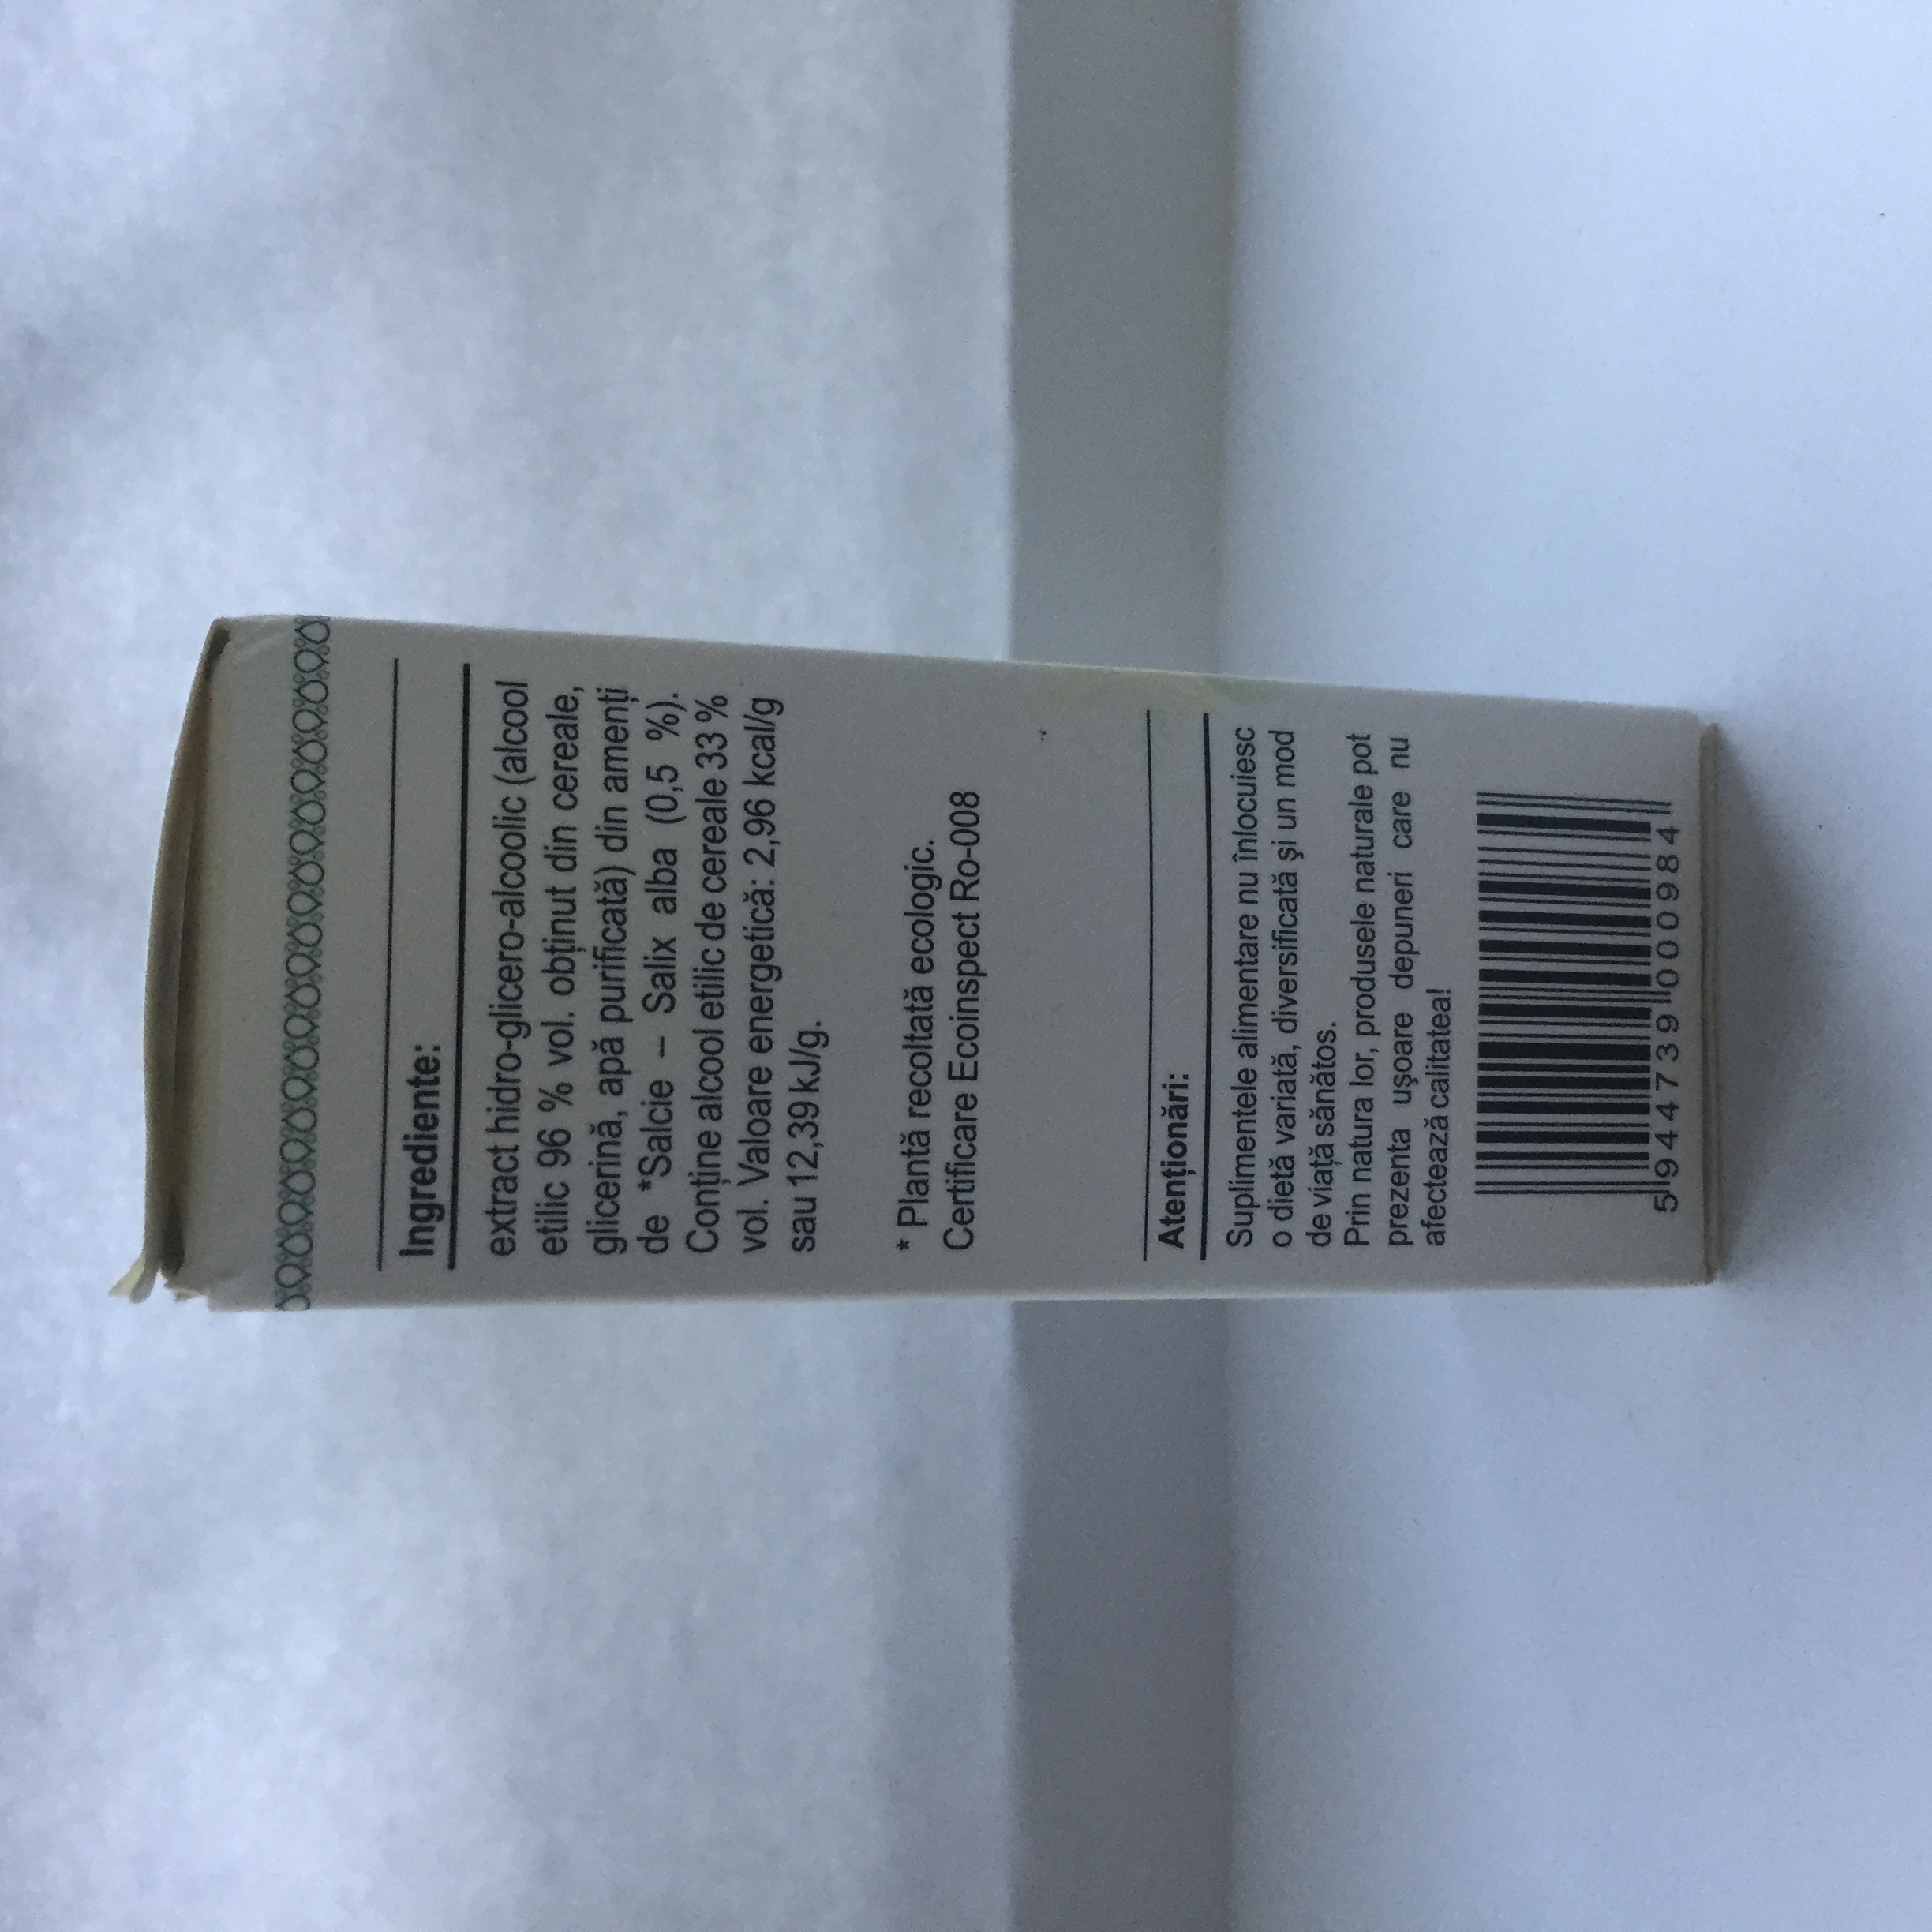 Ingrediente:
extract hidro-glicero-alcoolic (alcool
etilic 96 % vol. obținut din cereale,
glicerină, apă purificată) din amenți
de *Salcie – Salix alba (0,5 %).
Conține alcool etilic de cereale 33 %
vol. Valoare energetică: 2,96 kcal/g
sau 12,39 kJ/g.
* Plantă recoltată ecologic.
Certificare Ecoinspect Ro-008
Atenționări:
Suplimentele alimentare nu înlocuiesc
o dietă variată, diversificată și un mod
de viață sănătos.
Prin natura lor, produsele naturale pot
prezenta ușoare depuneri care nu
afectează calitatea!
5 944739 000984